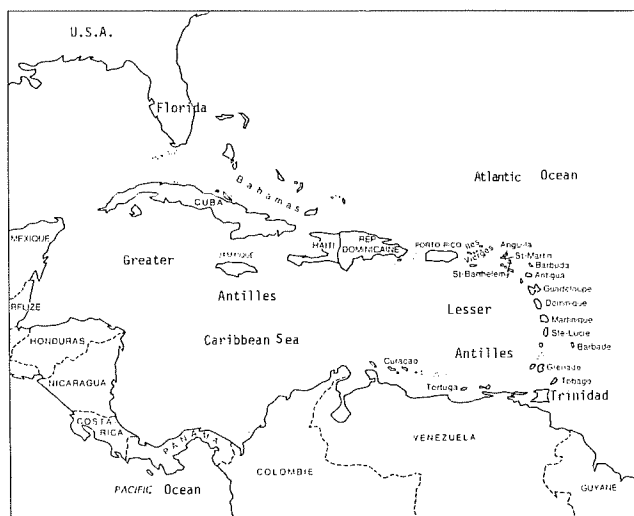 U.S.A.
Florida
Bahamas
Atlantic Ocean
CUBA
MEXIQUE
Greater
JAMAIQUE
HAITI
REP
DOMINICAINE
PORTO RICO
Iles
Vierges
Anguilla
St-Martin
St-Barthelemy
Barbuda
Antigua
BELIZE
Antilles
Lesser
Guadeloupe
Dominique
Martinique
HONDURAS
Caribbean Sea
Ste-Lucie
Antilles
Barbade
Curaçao
Grenade
NICARAGUA
Tortuga
Tobago
Trinidad
COSTA
RICA
PANAMA
VENEZUELA
COLOMBIE
GUYANE
PACIFIC Ocean